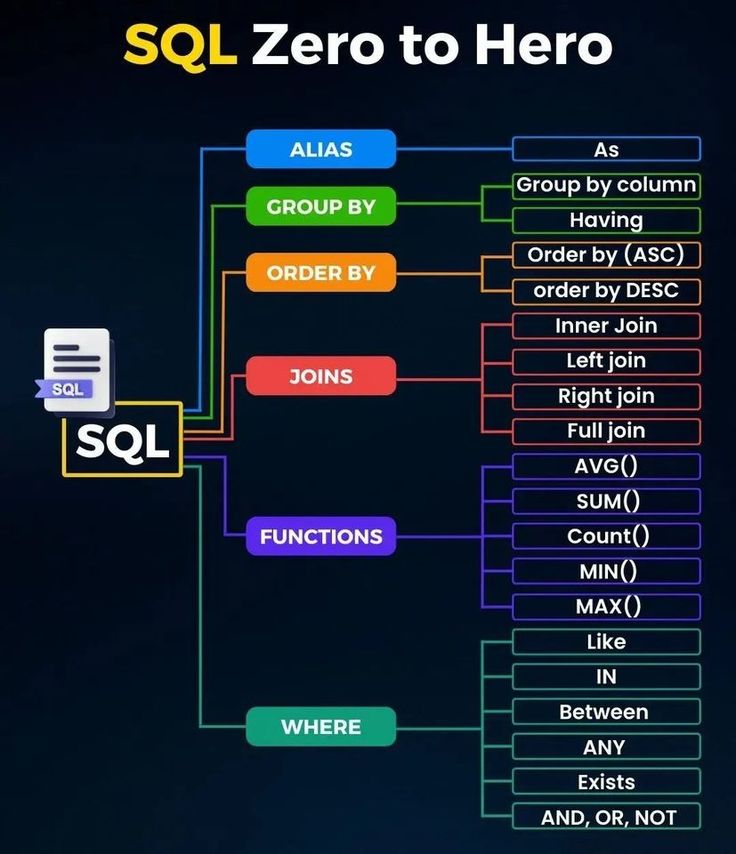 SQL Zero to Hero
ALIAS
As
GROUP BY
Group by column
Having
ORDER BY
Order by (ASC)
order by DESC
JOINS
Inner Join
Left join
Right join
Full join
SQL
SQL
FUNCTIONS
AVG()
SUM()
Count()
MIN()
MAX()
WHERE
Like
IN
Between
ANY
Exists
AND, OR, NOT